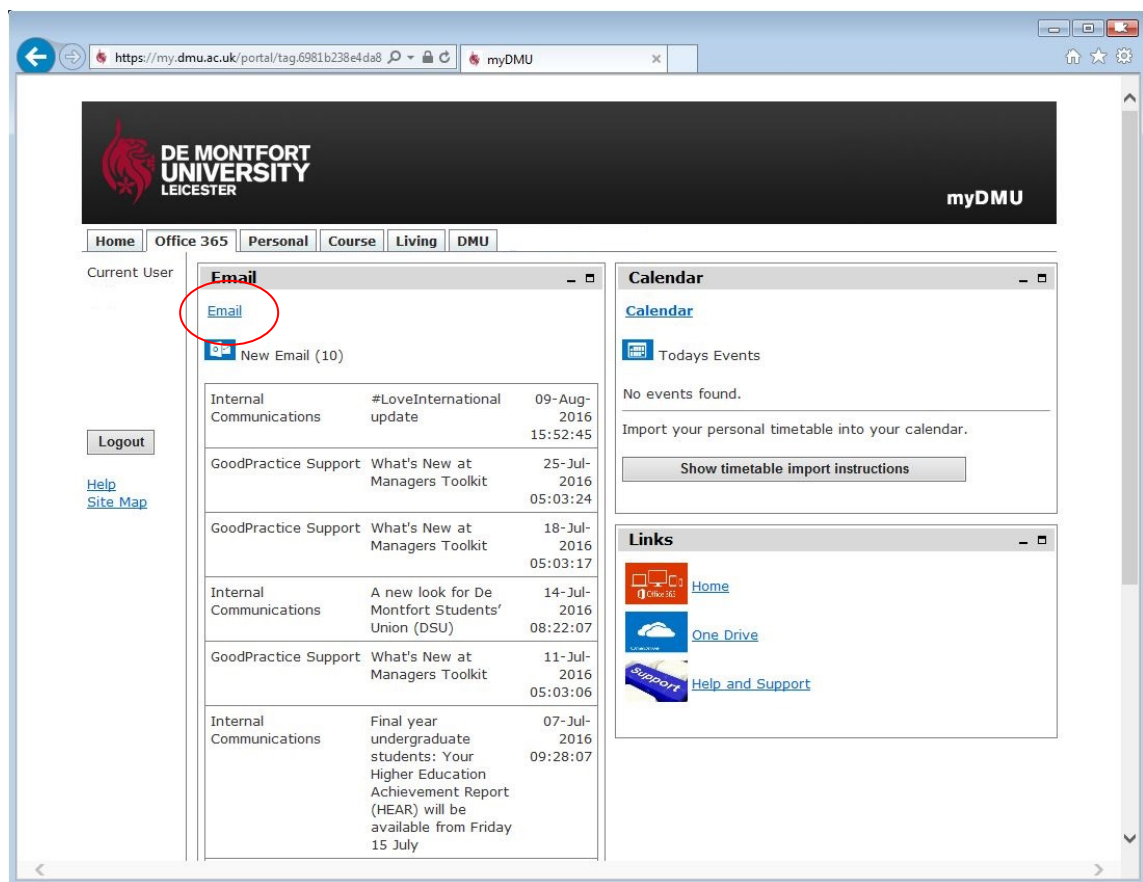 https://my.dmu.ac.uk/portal/tag.6981b238e4da8
myDMU
DE MONTFORT
UNIVERSITY
LEICESTER
myDMU
Home Office 365 Personal Course Living DMU
Current User
Logout
Help
Site Map
Email
Email
New Email (10)
Internal Communications #LoveInternational update 09-Aug-2016 15:52:45
GoodPractice Support What's New at Managers Toolkit 25-Jul-2016 05:03:24
GoodPractice Support What's New at Managers Toolkit 18-Jul-2016 05:03:17
Internal Communications A new look for De Montfort Students' Union (DSU) 14-Jul-2016 08:22:07
GoodPractice Support What's New at Managers Toolkit 11-Jul-2016 05:03:06
Internal Communications Final year undergraduate students: Your Higher Education Achievement Report (HEAR) will be available from Friday 15 July 07-Jul-2016 09:28:07
Calendar
Calendar
Todays Events
No events found.
Import your personal timetable into your calendar.
Show timetable import instructions
Links
Office 365
Home
OneDrive
One Drive
Support
Help and Support